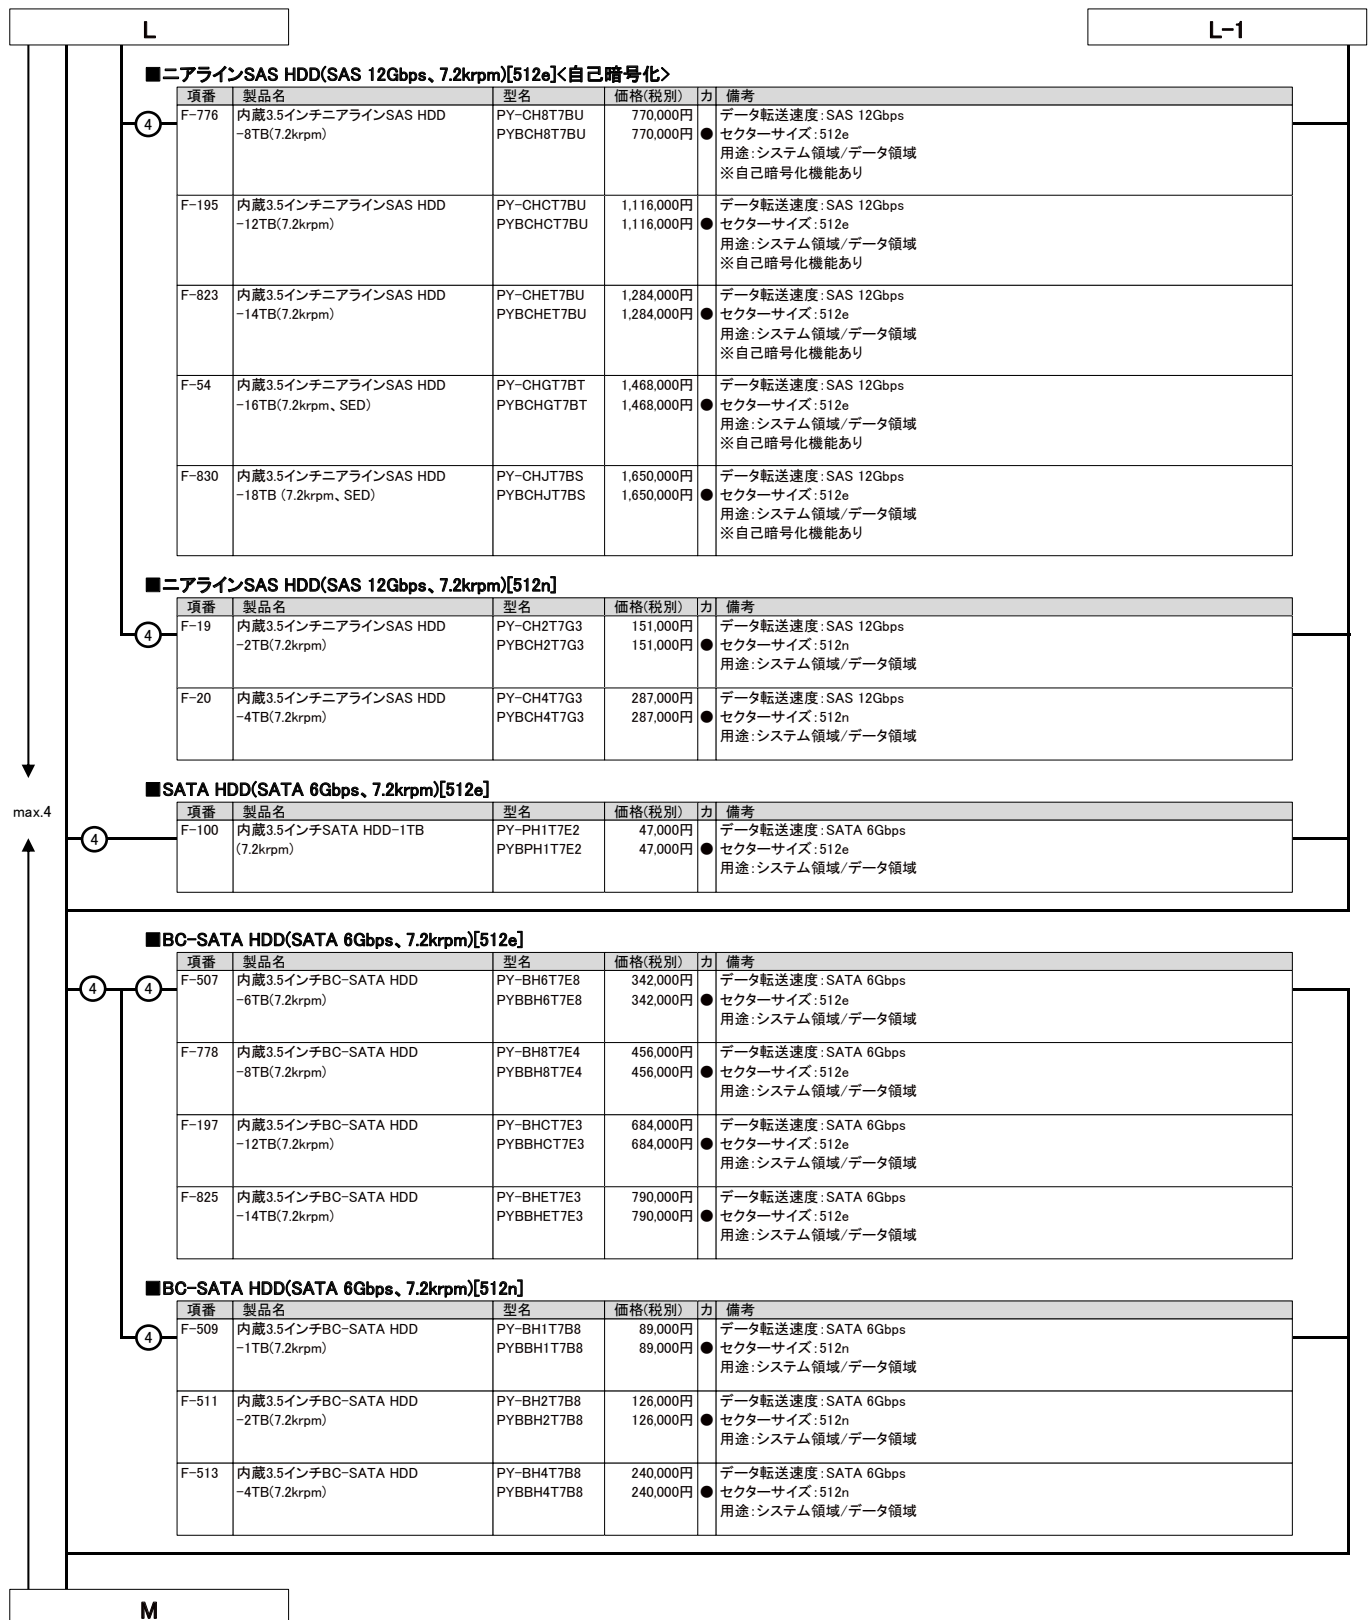 L
L-1
■ニアラインSAS HDD(SAS 12Gbps、7.2krpm)[512e]<自己暗号化>
項番 製品名 型名 価格(税別) カ 備考
④ F-776 内蔵3.5インチニアラインSAS HDD PY-CH8T7BU 770,000円 データ転送速度:SAS 12Gbps
-8TB(7.2krpm) PYBCH8T7BU 770,000円 ● セクターサイズ:512e
用途:システム領域/データ領域
※自己暗号化機能あり
F-195 内蔵3.5インチニアラインSAS HDD PY-CHCT7BU 1,116,000円 データ転送速度:SAS 12Gbps
-12TB(7.2krpm) PYBCHCT7BU 1,116,000円 ● セクターサイズ:512e
用途:システム領域/データ領域
※自己暗号化機能あり
F-823 内蔵3.5インチニアラインSAS HDD PY-CHET7BU 1,284,000円 データ転送速度:SAS 12Gbps
-14TB(7.2krpm) PYBCHET7BU 1,284,000円 ● セクターサイズ:512e
用途:システム領域/データ領域
※自己暗号化機能あり
F-54 内蔵3.5インチニアラインSAS HDD PY-CHGT7BT 1,468,000円 データ転送速度:SAS 12Gbps
-16TB(7.2krpm、SED) PYBCHGT7BT 1,468,000円 ● セクターサイズ:512e
用途:システム領域/データ領域
※自己暗号化機能あり
F-830 内蔵3.5インチニアラインSAS HDD PY-CHJT7BS 1,650,000円 データ転送速度:SAS 12Gbps
-18TB (7.2krpm、SED) PYBCHJT7BS 1,650,000円 ● セクターサイズ:512e
用途:システム領域/データ領域
※自己暗号化機能あり
■ニアラインSAS HDD(SAS 12Gbps、7.2krpm)[512n]
項番 製品名 型名 価格(税別) カ 備考
④ F-19 内蔵3.5インチニアラインSAS HDD PY-CH2T7G3 151,000円 データ転送速度:SAS 12Gbps
-2TB(7.2krpm) PYBCH2T7G3 151,000円 ● セクターサイズ:512n
用途:システム領域/データ領域
F-20 内蔵3.5インチニアラインSAS HDD PY-CH4T7G3 287,000円 データ転送速度:SAS 12Gbps
-4TB(7.2krpm) PYBCH4T7G3 287,000円 ● セクターサイズ:512n
用途:システム領域/データ領域
■SATA HDD(SATA 6Gbps、7.2krpm)[512e]
max.4
項番 製品名 型名 価格(税別) カ 備考
④ F-100 内蔵3.5インチSATA HDD-1TB PY-PH1T7E2 47,000円 データ転送速度:SATA 6Gbps
(7.2krpm) PYBPH1T7E2 47,000円 ● セクターサイズ:512e
用途:システム領域/データ領域
■BC-SATA HDD(SATA 6Gbps、7.2krpm)[512e]
項番 製品名 型名 価格(税別) カ 備考
④ ④ F-507 内蔵3.5インチBC-SATA HDD PY-BH6T7E8 342,000円 データ転送速度:SATA 6Gbps
-6TB(7.2krpm) PYBBH6T7E8 342,000円 ● セクターサイズ:512e
用途:システム領域/データ領域
F-778 内蔵3.5インチBC-SATA HDD PY-BH8T7E4 456,000円 データ転送速度:SATA 6Gbps
-8TB(7.2krpm) PYBBH8T7E4 456,000円 ● セクターサイズ:512e
用途:システム領域/データ領域
F-197 内蔵3.5インチBC-SATA HDD PY-BHCT7E3 684,000円 データ転送速度:SATA 6Gbps
-12TB(7.2krpm) PYBBHCT7E3 684,000円 ● セクターサイズ:512e
用途:システム領域/データ領域
F-825 内蔵3.5インチBC-SATA HDD PY-BHET7E3 790,000円 データ転送速度:SATA 6Gbps
-14TB(7.2krpm) PYBBHET7E3 790,000円 ● セクターサイズ:512e
用途:システム領域/データ領域
■BC-SATA HDD(SATA 6Gbps、7.2krpm)[512n]
項番 製品名 型名 価格(税別) カ 備考
④ F-509 内蔵3.5インチBC-SATA HDD PY-BH1T7B8 89,000円 データ転送速度:SATA 6Gbps
-1TB(7.2krpm) PYBBH1T7B8 89,000円 ● セクターサイズ:512n
用途:システム領域/データ領域
F-511 内蔵3.5インチBC-SATA HDD PY-BH2T7B8 126,000円 データ転送速度:SATA 6Gbps
-2TB(7.2krpm) PYBBH2T7B8 126,000円 ● セクターサイズ:512n
用途:システム領域/データ領域
F-513 内蔵3.5インチBC-SATA HDD PY-BH4T7B8 240,000円 データ転送速度:SATA 6Gbps
-4TB(7.2krpm) PYBBH4T7B8 240,000円 ● セクターサイズ:512n
用途:システム領域/データ領域
M